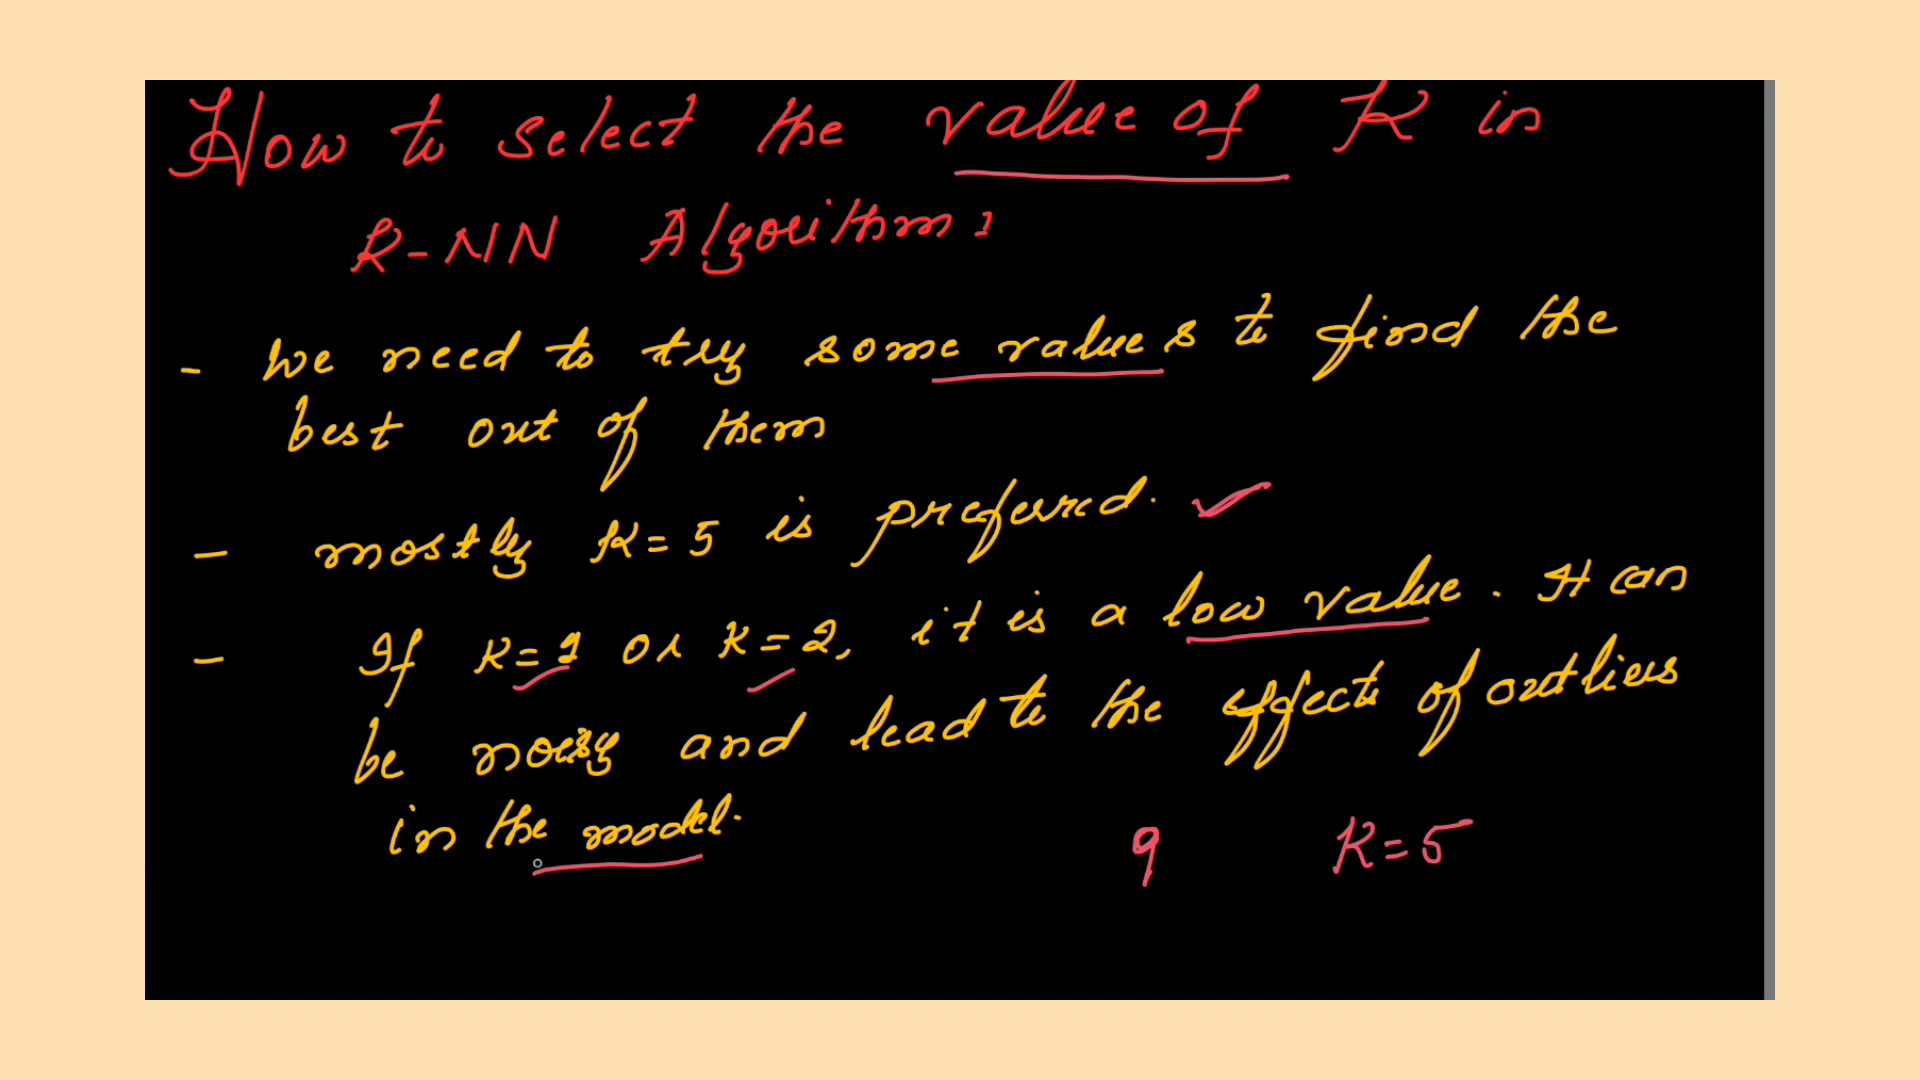 How to select the value of K in
K-NN Algorithm:
- We need to try some values to find the
best out of them
- mostly K=5 is preferred.
- If K=1 or K=2, it is a low value. It can
be noisy and lead to the effects of outliers
in the model.
9 K=5